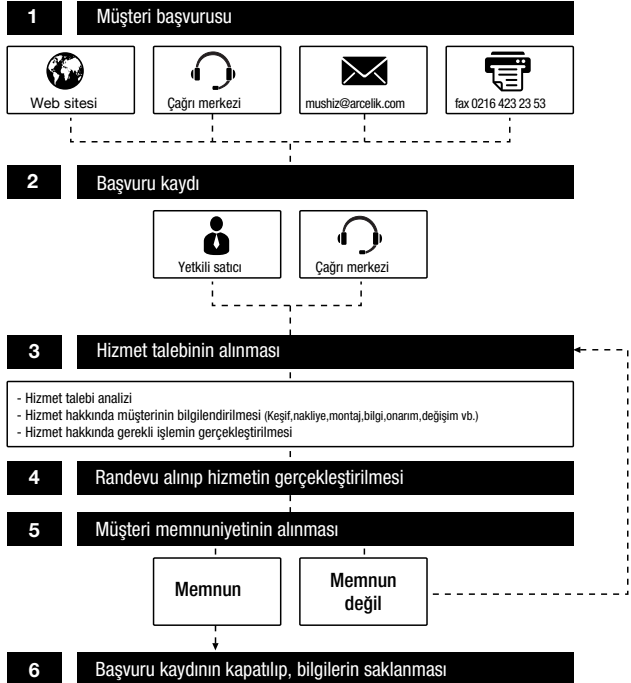 1 Müşteri başvurusu
Web sitesi
Çağrı merkezi
mushiz@arcelik.com
fax 0216 423 23 53
2 Başvuru kaydı
Yetkili satıcı
Çağrı merkezi
3 Hizmet talebinin alınması
- Hizmet talebi analizi
- Hizmet hakkında müşterinin bilgilendirilmesi (Keşif,nakliye,montaj,bilgi,onarım,değişim vb.)
- Hizmet hakkında gerekli işlemin gerçekleştirilmesi
4 Randevu alınıp hizmetin gerçekleştirilmesi
5 Müşteri memnuniyetinin alınması
Memnun
Memnun
değil
6 Başvuru kaydının kapatılıp, bilgilerin saklanması